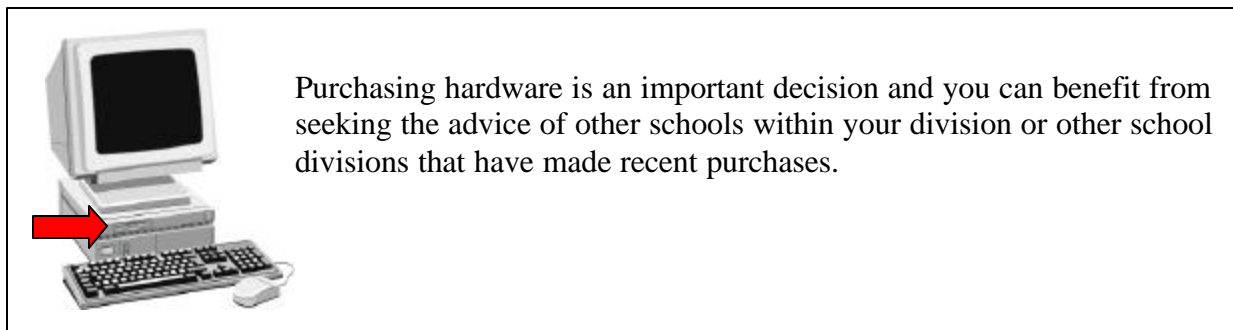 Purchasing hardware is an important decision and you can benefit from
seeking the advice of other schools within your division or other school
divisions that have made recent purchases.